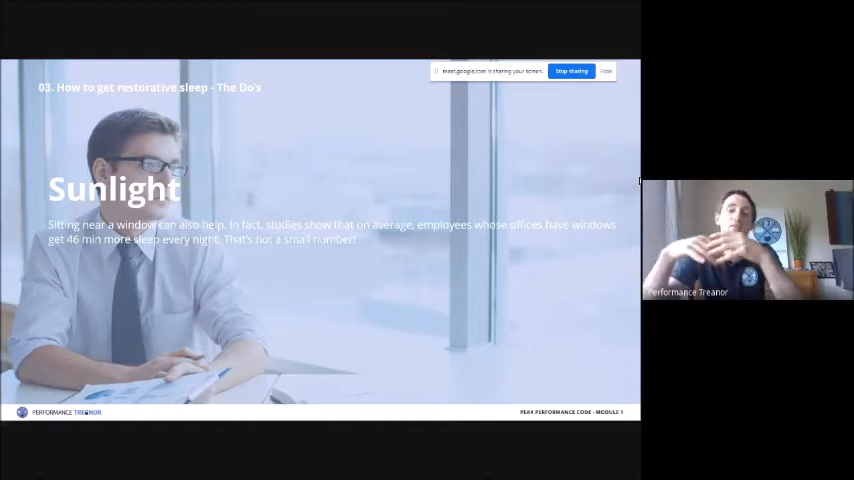 meet.google.com is sharing your screen. Stop sharing Hide
03. How to get restorative sleep - The Do's
Sunlight
Sitting near a window can also help. In fact, studies show that on average, employees whose offices have windows
get 46 min more sleep every night. That's not a small number!
Performance Treanor
PERFORMANCE TREANOR
PEAK PERFORMANCE CODE - MODULE 1